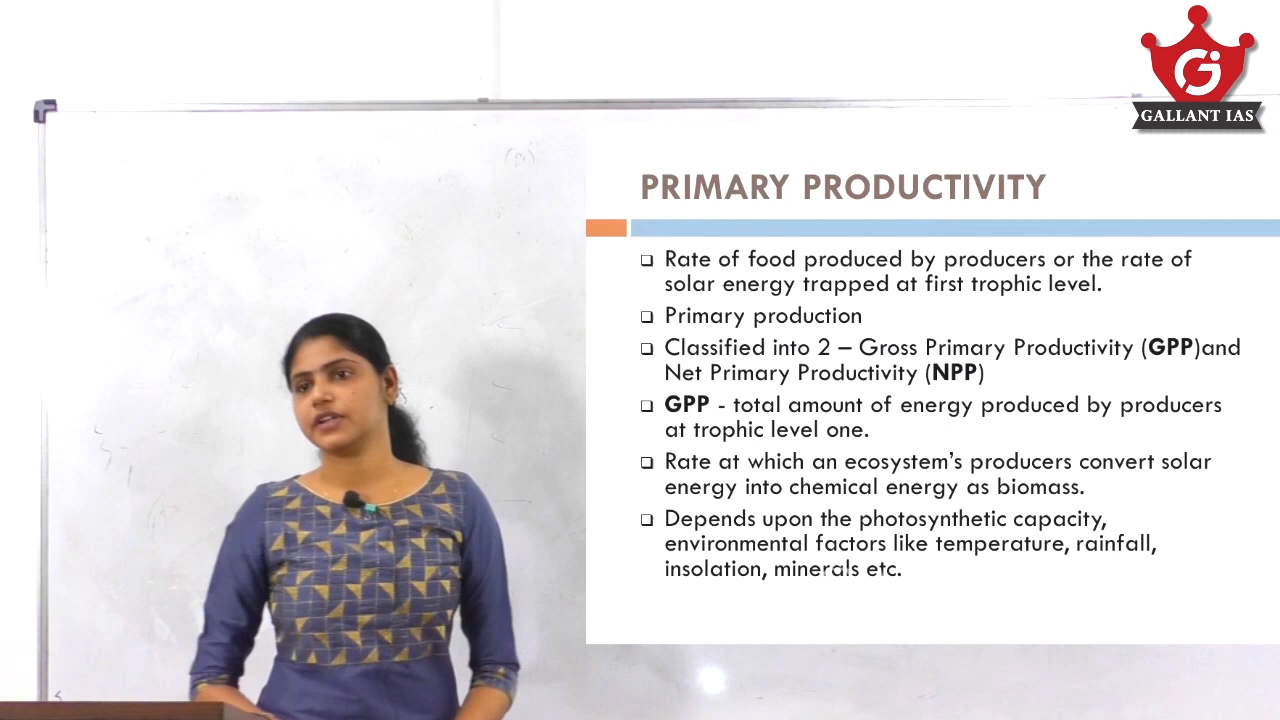 GALLANT IAS
PRIMARY PRODUCTIVITY
❑ Rate of food produced by producers or the rate of
solar energy trapped at first trophic level.
❑ Primary production
❑ Classified into 2 – Gross Primary Productivity (GPP)and
Net Primary Productivity (NPP)
❑ GPP - total amount of energy produced by producers
at trophic level one.
❑ Rate at which an ecosystem's producers convert solar
energy into chemical energy as biomass.
❑ Depends upon the photosynthetic capacity,
environmental factors like temperature, rainfall,
insolation, minerals etc.